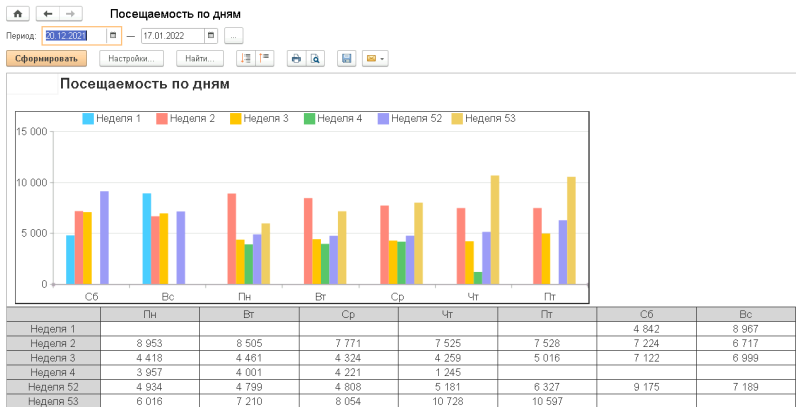 Посещаемость по дням
Период: 20.12.2021 — 17.01.2022 ...
Сформировать Настройки... Найти...
Посещаемость по дням
Неделя 1 Неделя 2 Неделя 3 Неделя 4 Неделя 52 Неделя 53
15 000
10 000
5 000
0
Сб Вс Пн Вт Ср Чт Пт
Пн Вт Ср Чт Пт Сб Вс
Неделя 1 4 842 8 967
Неделя 2 8 953 8 505 7 771 7 525 7 528 7 224 6 717
Неделя 3 4 418 4 461 4 324 4 259 5 016 7 122 6 999
Неделя 4 3 957 4 001 4 221 1 245
Неделя 52 4 934 4 799 4 808 5 181 6 327 9 175 7 189
Неделя 53 6 016 7 210 8 054 10 728 10 597